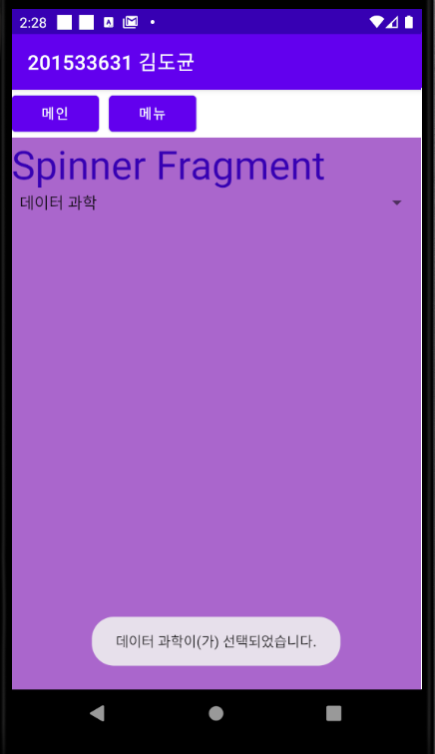 2:28
201533631 김도균
메인 메뉴
Spinner Fragment
데이터 과학
데이터 과학이(가) 선택되었습니다.